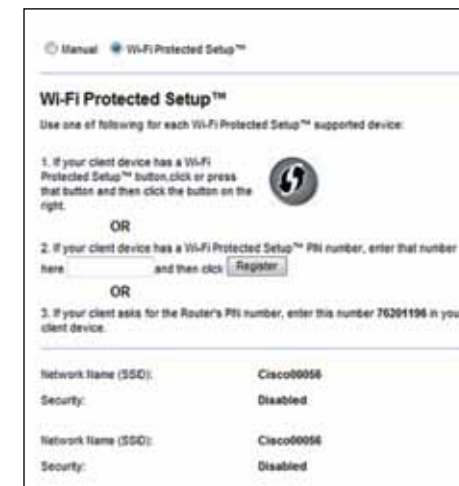 Manual Wi-Fi Protected Setup™
Wi-Fi Protected Setup™
Use one of following for each Wi-Fi Protected Setup™ supported device:
1. If your client device has a Wi-Fi
Protected Setup™ button,click or press
that button and then click the button on the
right.
OR
2. If your client device has a Wi-Fi Protected Setup™ PIN number, enter that number
here and then click Register
OR
3. If your client asks for the Router's PIN number, enter this number 76201196 in you
client device.
Network Name (SSID): Cisco00056
Security: Disabled
Network Name (SSID): Cisco00056
Security: Disabled